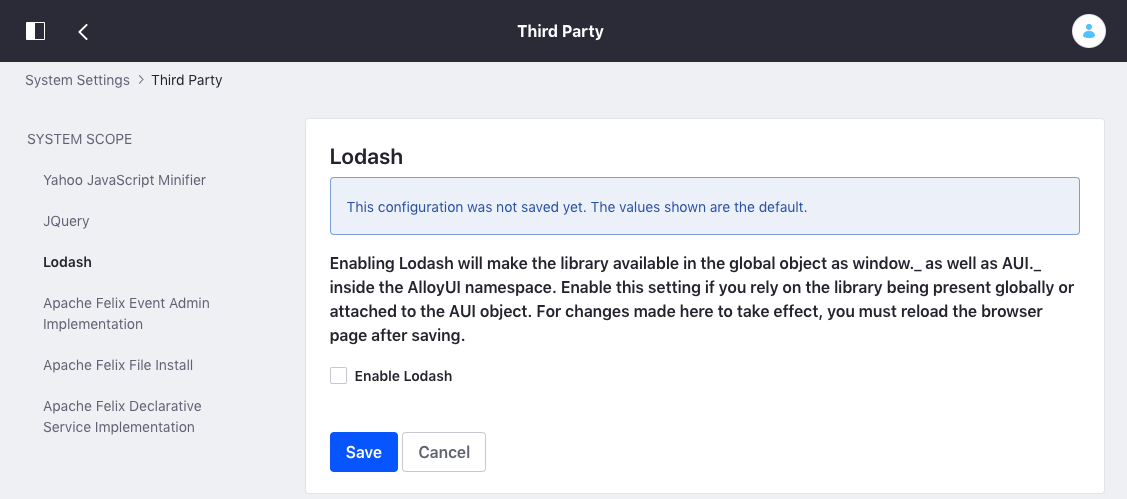 Third Party
System Settings > Third Party
SYSTEM SCOPE
Yahoo JavaScript Minifier
JQuery
Lodash
Apache Felix Event Admin
Implementation
Apache Felix File Install
Apache Felix Declarative
Service Implementation
Lodash
This configuration was not saved yet. The values shown are the default.
Enabling Lodash will make the library available in the global object as window._ as well as AUI._
inside the AlloyUI namespace. Enable this setting if you rely on the library being present globally or
attached to the AUI object. For changes made here to take effect, you must reload the browser
page after saving.
Enable Lodash
Save Cancel